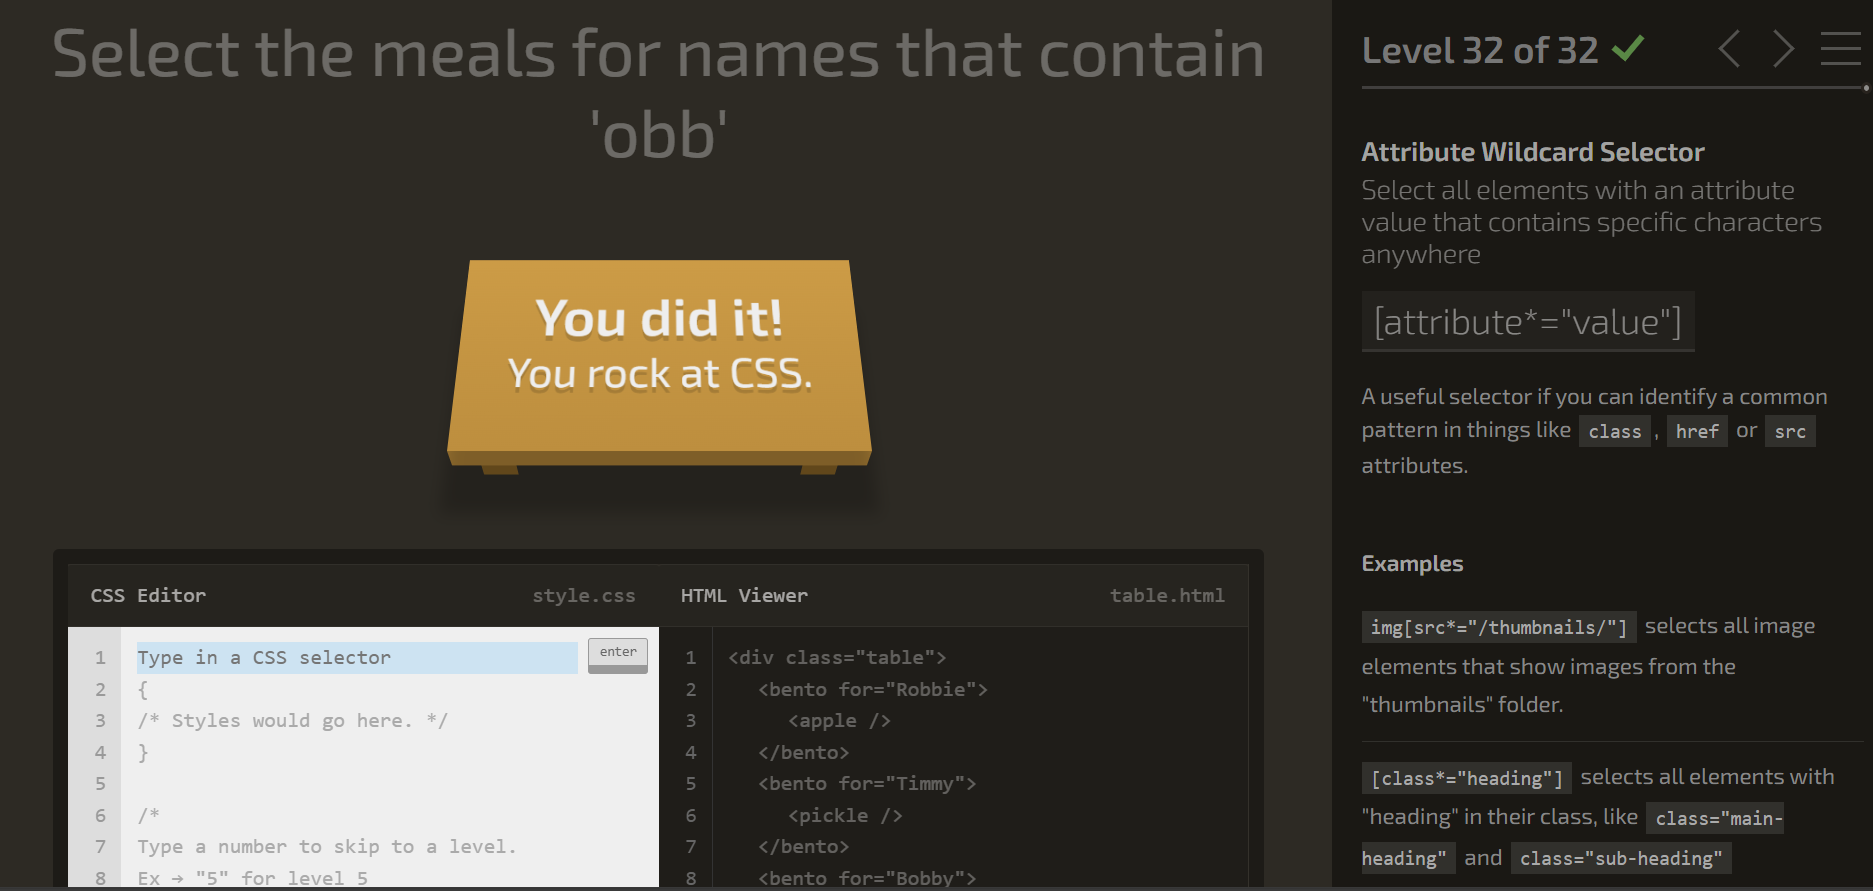 Select the meals for names that contain
'obb'
You did it!
You rock at CSS.
CSS Editor
style.css
HTML Viewer
table.html
1
Type in a CSS selector
enter
2
{
3
/* Styles would go here. */
4
}
5
6
/*
7
Type a number to skip to a level.
8
Ex → "5" for level 5
1
<div class="table">
2
<bento for="Robbie">
3
<apple />
4
</bento>
5
<bento for="Timmy">
6
<pickle />
7
</bento>
8
<bento for="Bobby">
Level 32 of 32
Attribute Wildcard Selector
Select all elements with an attribute
value that contains specific characters
anywhere
[attribute*="value"]
A useful selector if you can identify a common
pattern in things like class , href or src
attributes.
Examples
img[src*="/thumbnails/"] selects all image
elements that show images from the
"thumbnails" folder.
[class*="heading"] selects all elements with
"heading" in their class, like class="main-
heading" and class="sub-heading"